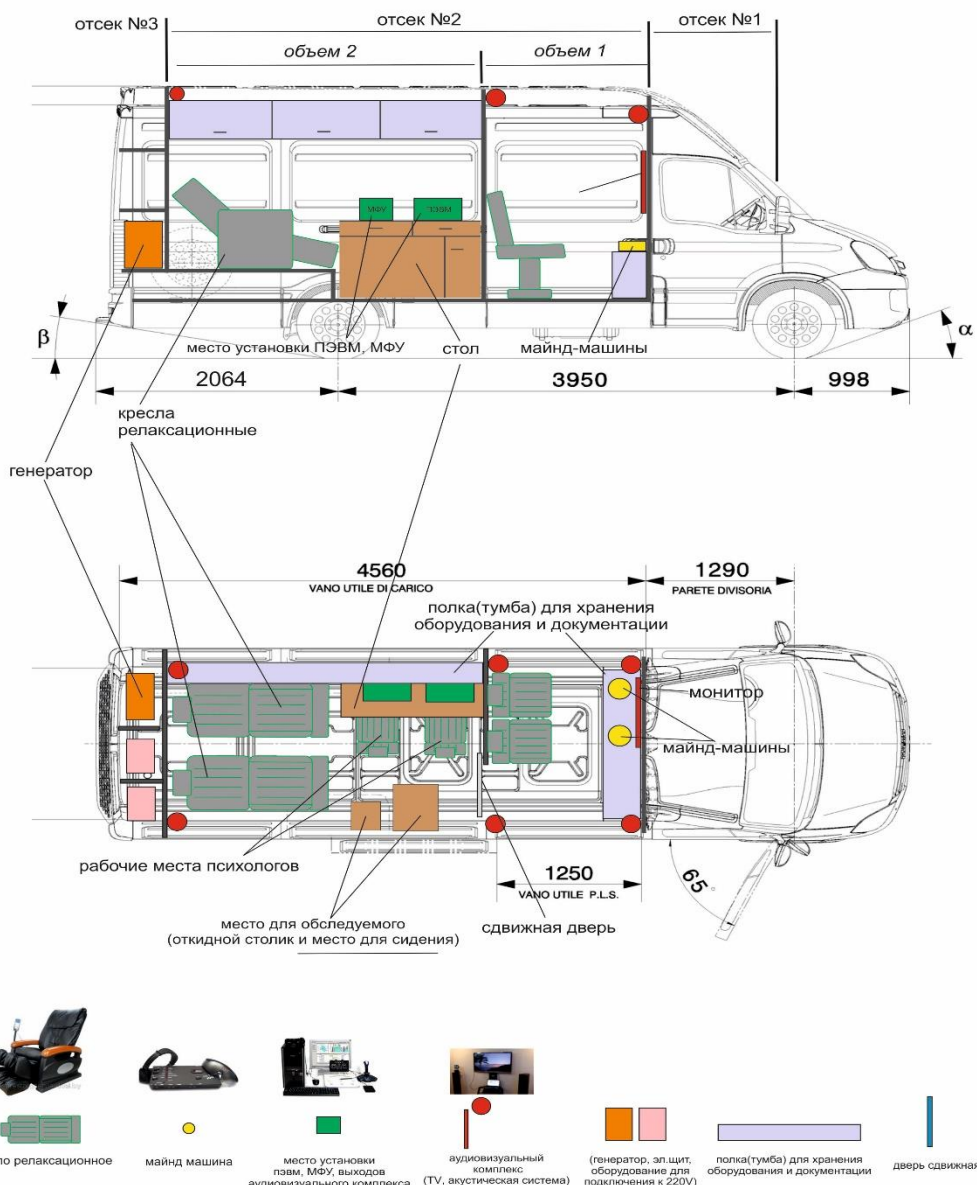 отсек №3
отсек №2
отсек №1
объем 2
объем 1
МФУ
ПЭВМ
β
α
место установки ПЭВМ, МФУ
стол
майнд-машины
2064
3950
998
кресла
релаксационные
генератор
4560
VANO UTILE DI CARICO
1290
PARETE DIVISORIA
полка(тумба) для хранения
оборудования и документации
монитор
майнд-машины
рабочие места психологов
1250
VANO UTILE P.L.S.
65°
место для обследуемого
(откидной столик и место для сидения)
сдвижная дверь
ло релаксационное
майнд машина
место установки
пэвм, МФУ, выходов
аудиовизуального комплекса
аудиовизуальный
комплекс
(TV, акустическая система)
(генератор, эл.щит,
оборудование для
подключения к 220V)
полка(тумба) для хранения
оборудования и документации
дверь сдвижная